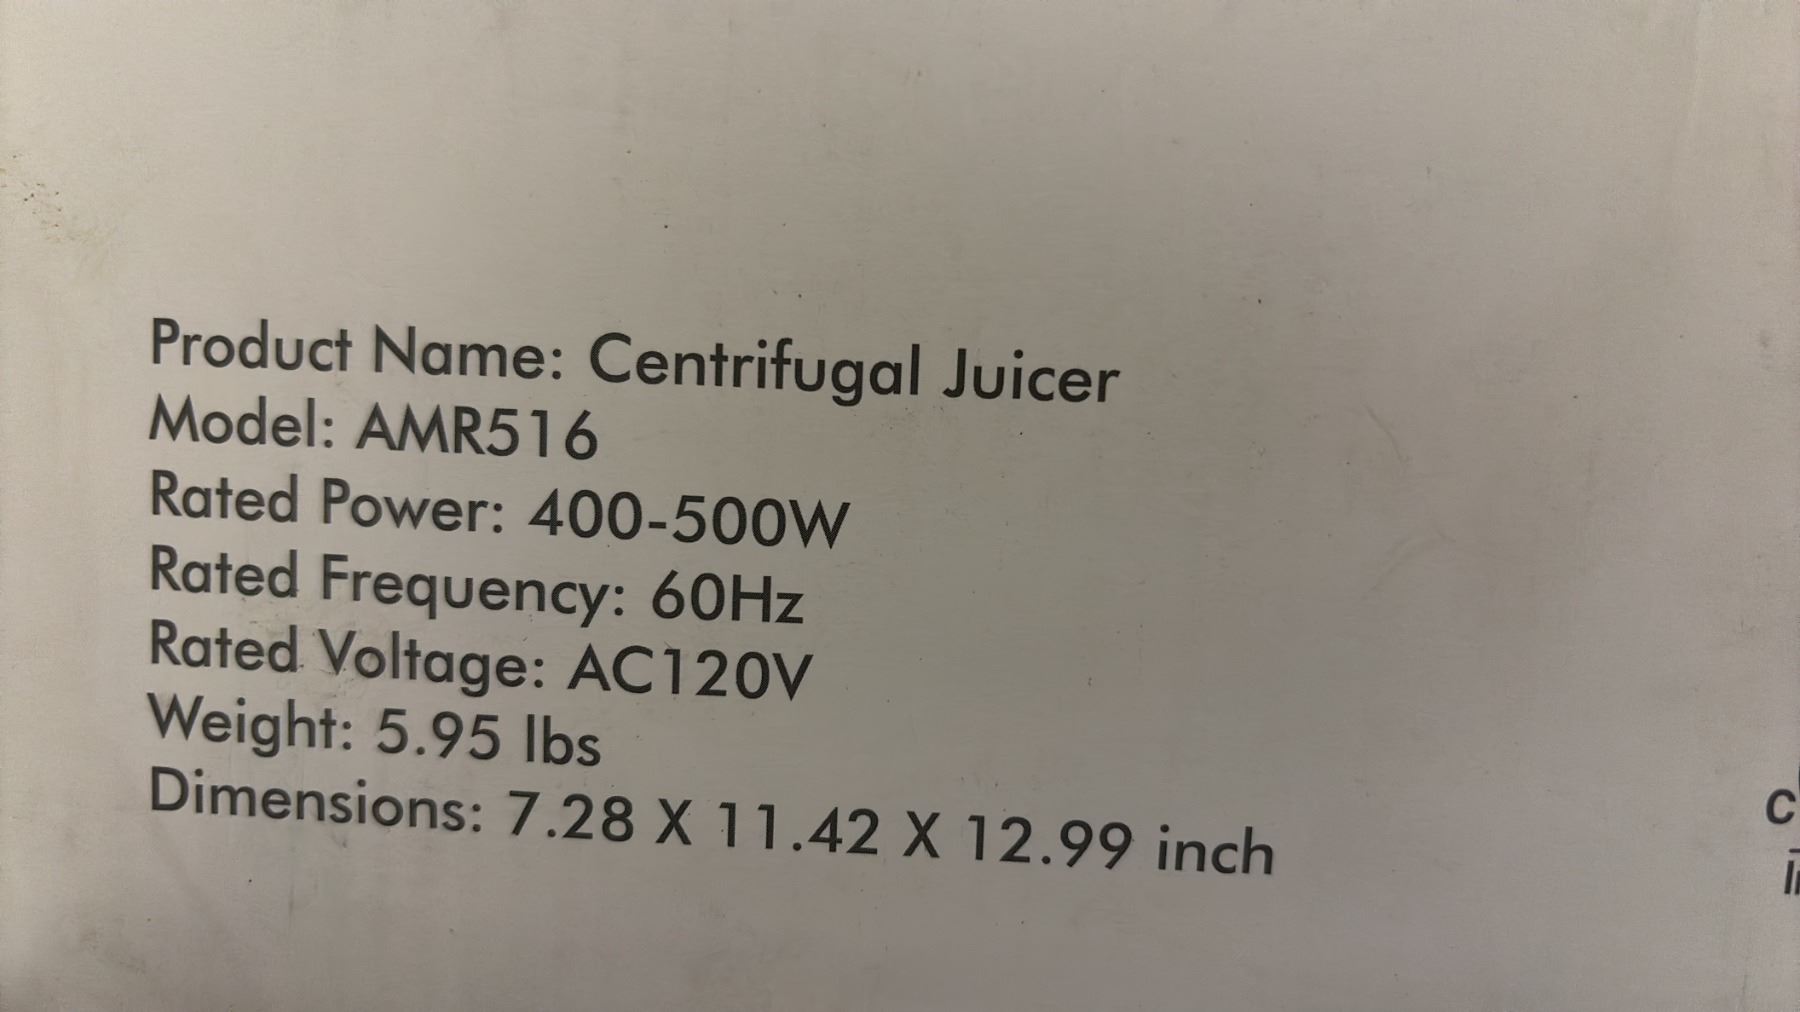 Product Name: Centrifugal Juicer
Model: AMR516
Rated Power: 400-500W
Rated Frequency: 60Hz
Rated Voltage: AC120V
Weight: 5.95 lbs
Dimensions: 7.28 X 11.42 X 12.99 inch